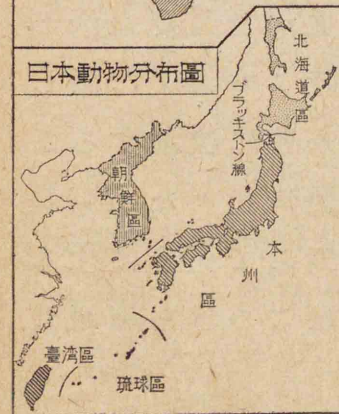 日本動物分布圖
北海道區
ブラッキストン線
朝鮮區
本州區
臺湾區
琉球區